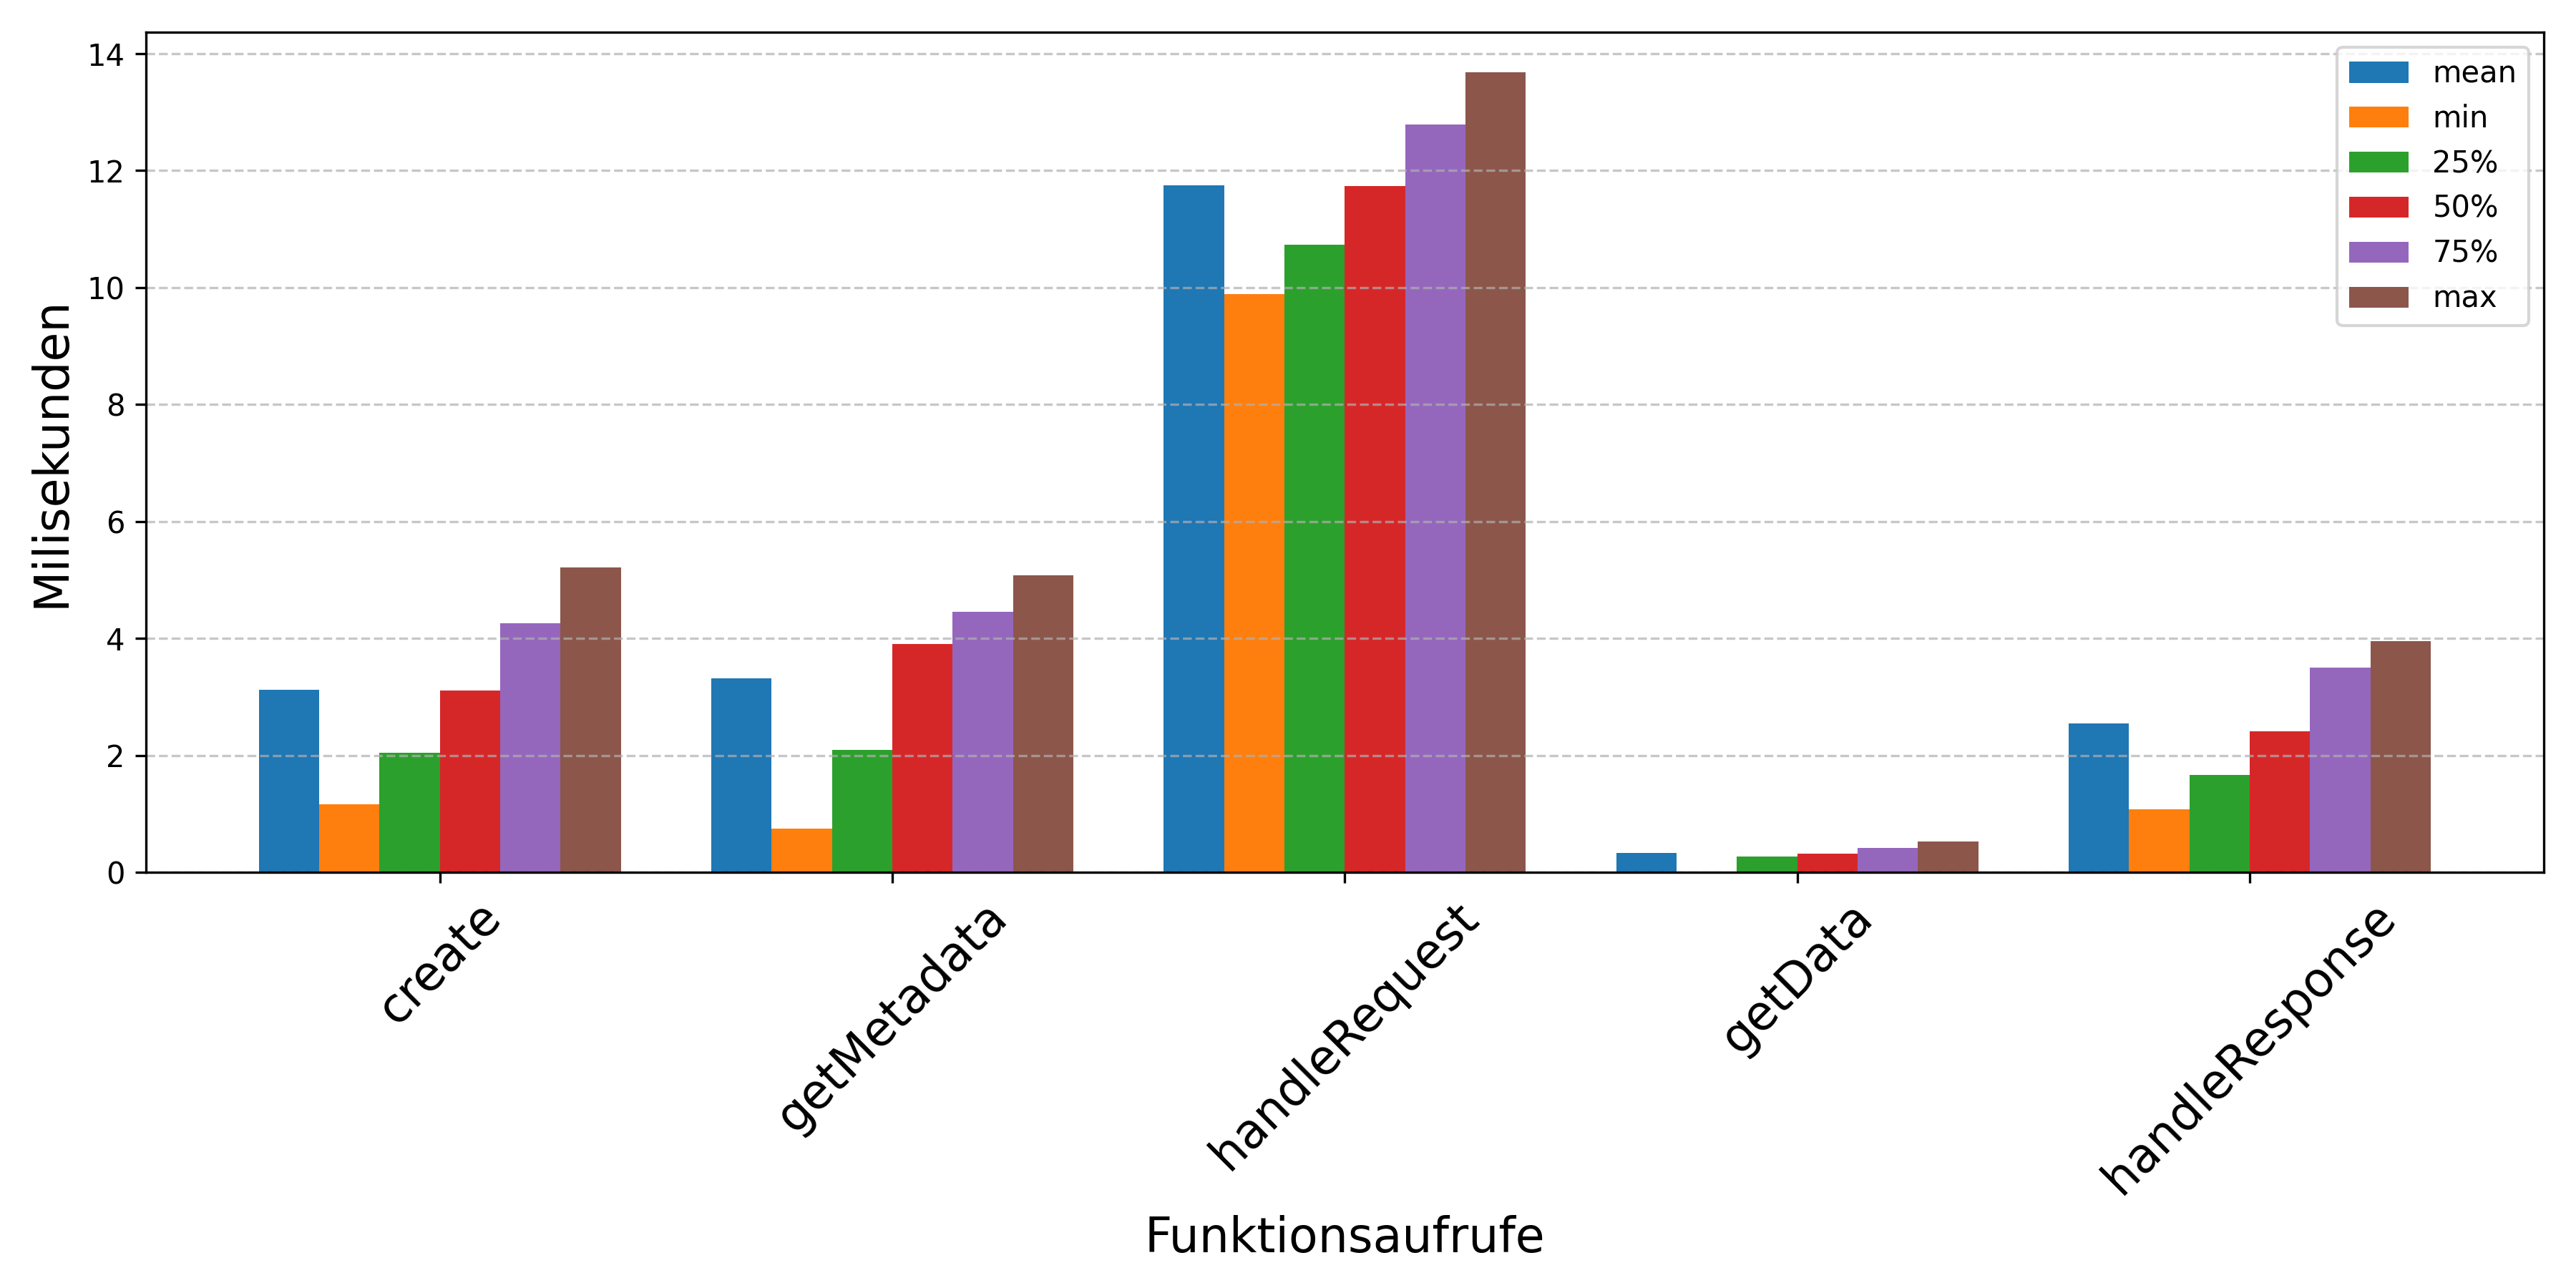 14
12
10
8
6
4
2
0
Milisekunden
mean
min
25%
50%
75%
max
create
getMetadata
handleRequest
getData
handleResponse
Funktionsaufrufe